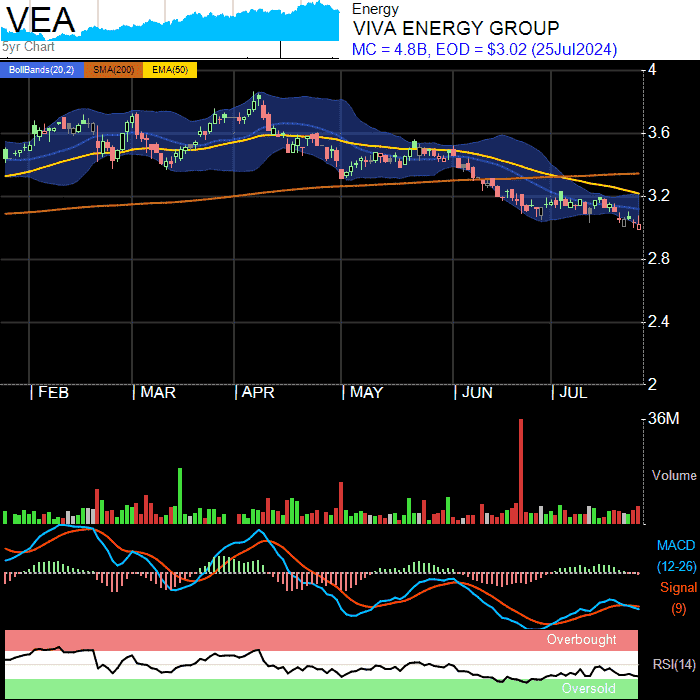 VEA
5yr Chart
Energy
VIVA ENERGY GROUP
MC = 4.8B, EOD = $3.02 (25Jul2024)
BollBands(20,2) SMA(200) EMA(50)
4
3.6
3.2
2.8
2.4
2
FEB MAR APR MAY JUN JUL
36M
Volume
MACD
(12-26)
Signal
(9)
Overbought
RSI(14)
Oversold